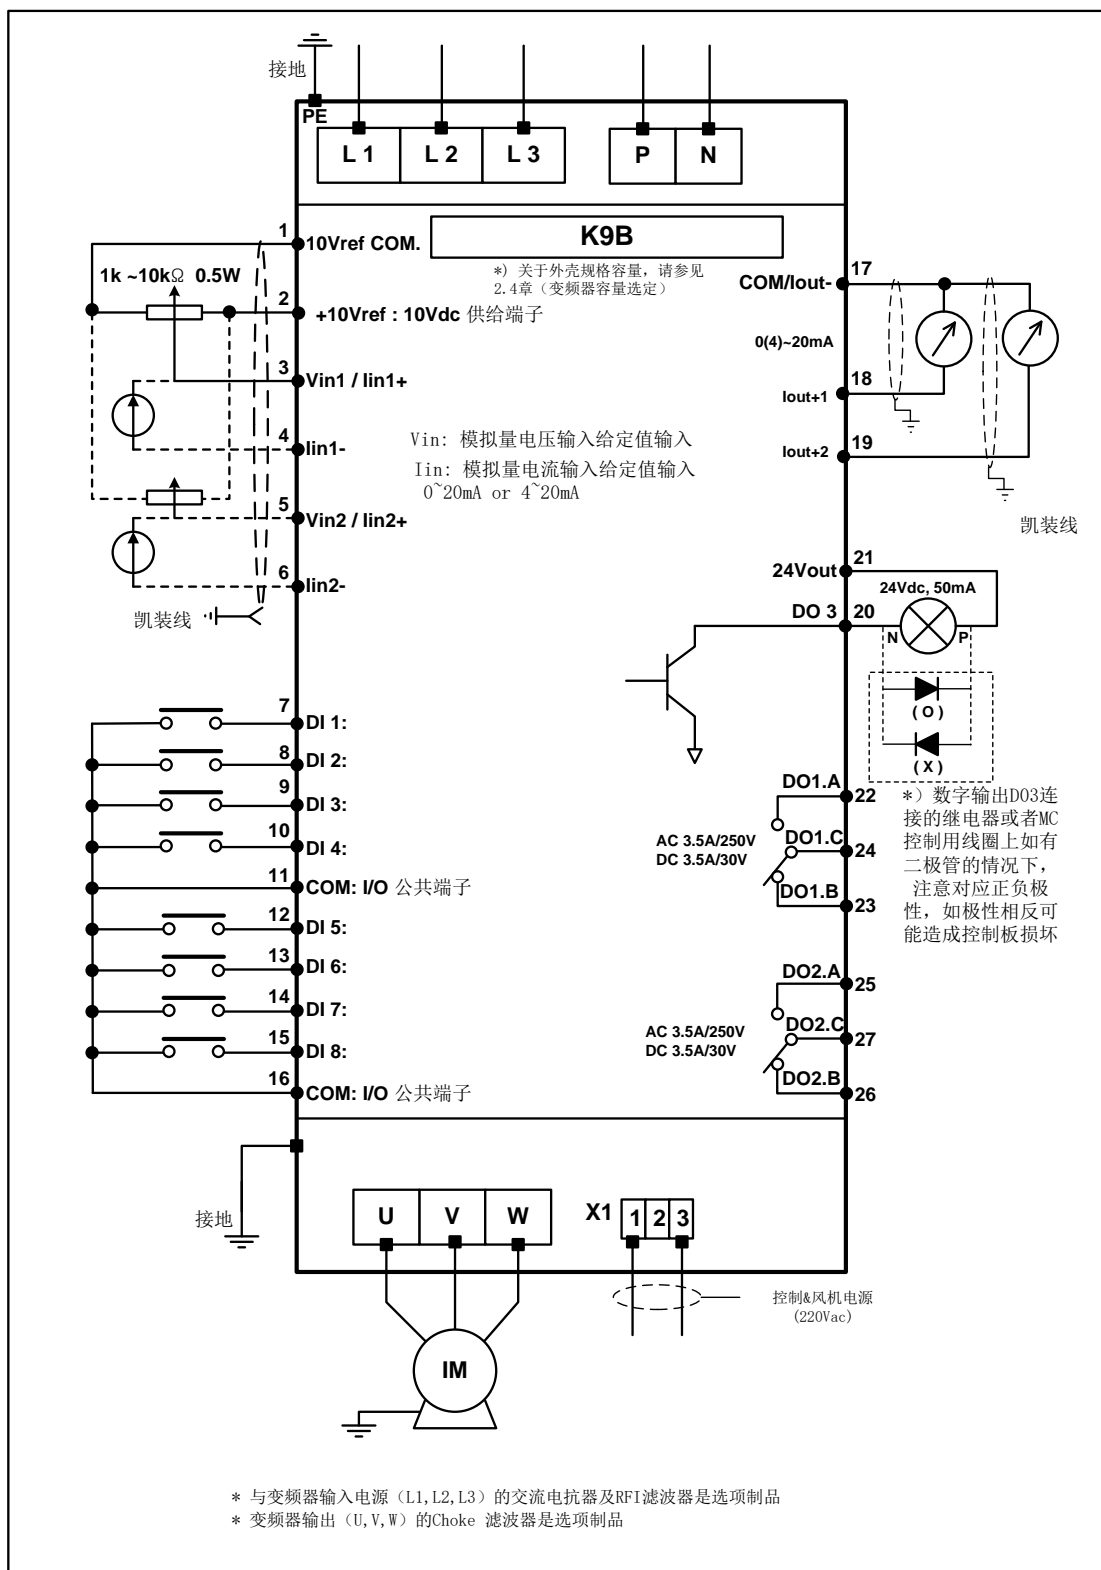 接地
PE
L 1 L 2 L 3 P N
K9B
*) 关于外壳规格容量, 请参见
2.4章（变频器容量选定）
1 10Vref COM.
1k ~10kΩ 0.5W
2 +10Vref : 10Vdc 供给端子
3 Vin1 / Iin1+
4 Iin1-
Vin: 模拟量电压输入给定值输入
Iin: 模拟量电流输入给定值输入
0~20mA or 4~20mA
5 Vin2 / Iin2+
6 Iin2-
凯装线
COM/Iout- 17
0(4)~20mA
Iout+1 18
Iout+2 19
凯装线
24Vout 21
24Vdc, 50mA
DO 3 20
N P
( O )
( X )
*）数字输出D03连
接的继电器或者MC
控制用线圈上如有
二极管的情况下，
注意对应正负极
性，如极性相反可
能造成控制板损坏
7 DI 1:
8 DI 2:
9 DI 3:
10 DI 4:
11 COM: I/O 公共端子
12 DI 5:
13 DI 6:
14 DI 7:
15 DI 8:
16 COM: I/O 公共端子
DO1.A 22
AC 3.5A/250V
DC 3.5A/30V
DO1.C 24
DO1.B 23
DO2.A 25
AC 3.5A/250V
DC 3.5A/30V
DO2.C 27
DO2.B 26
接地
U V W
X1 1 2 3
控制&风机电源
(220Vac)
IM
* 与变频器输入电源（L1,L2,L3）的交流电抗器及RFI滤波器是选项制品
* 变频器输出（U,V,W）的Choke 滤波器是选项制品